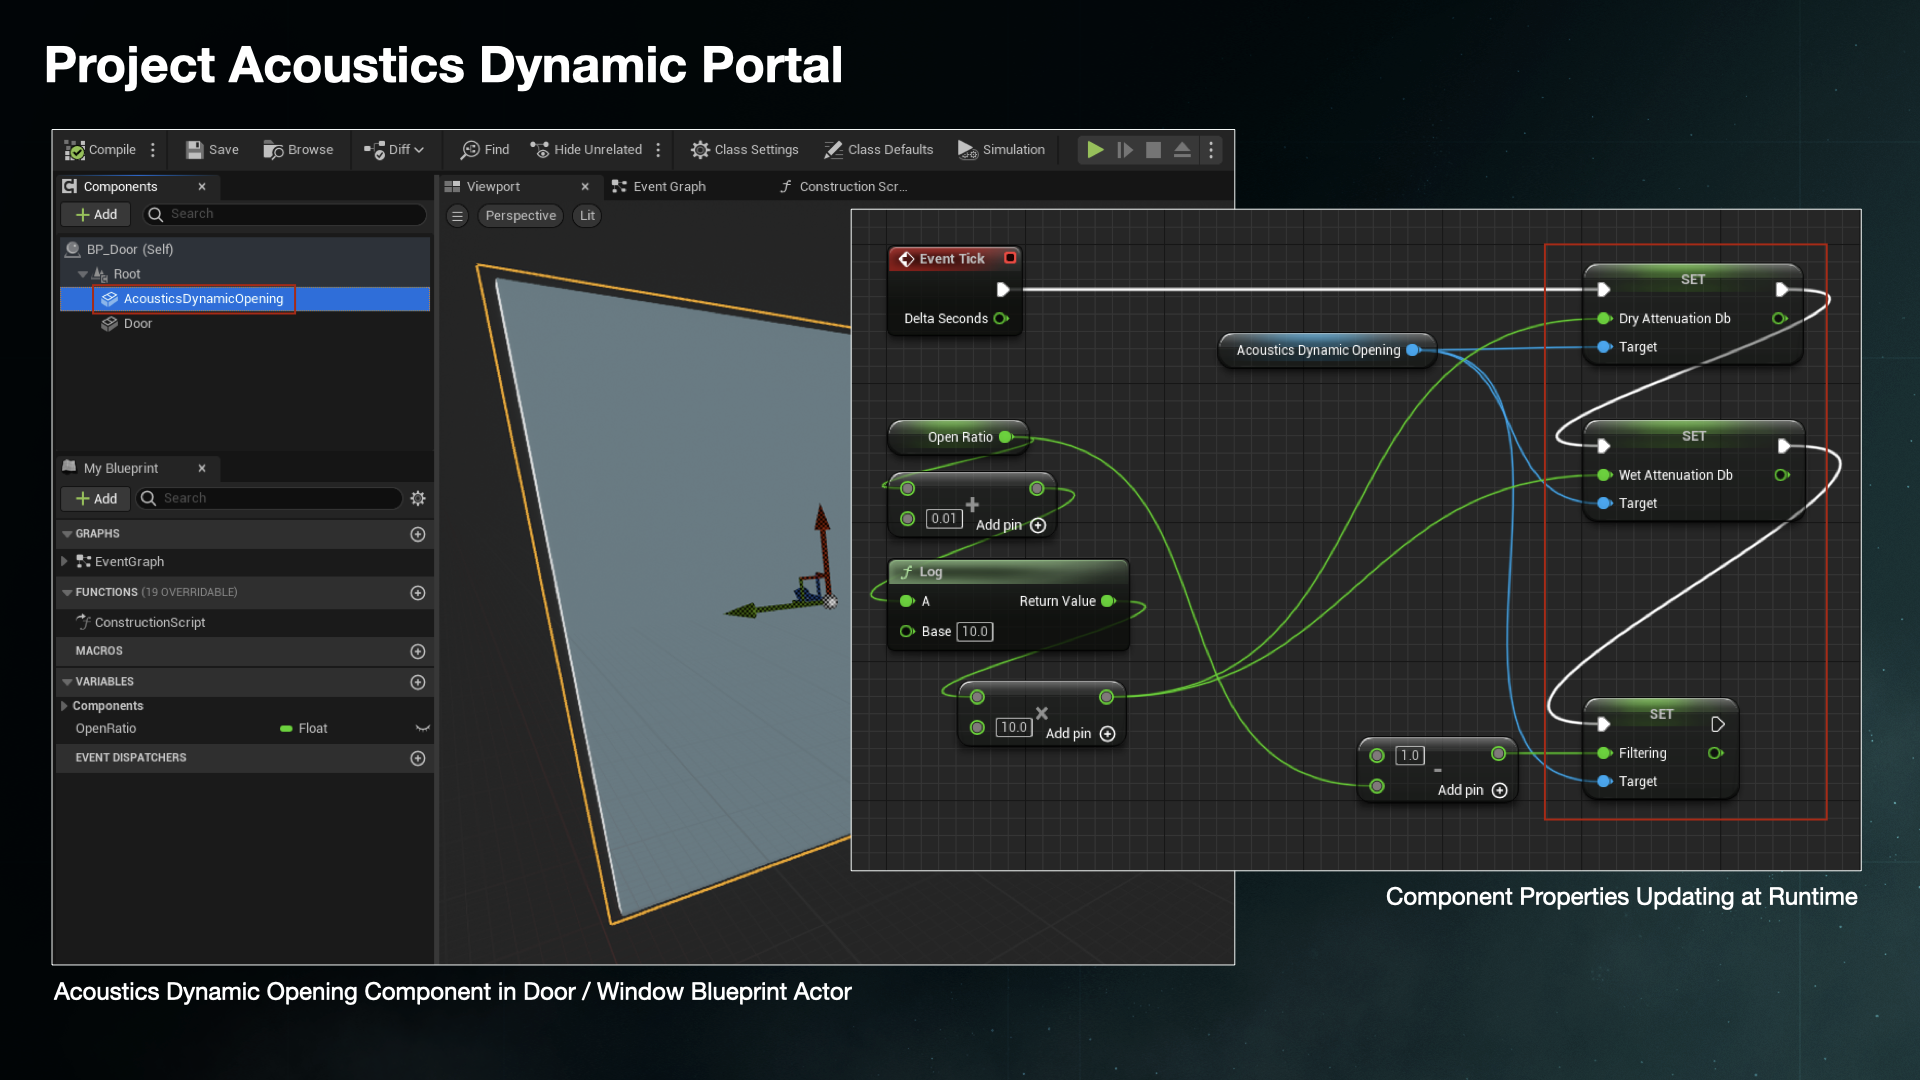 Project Acoustics Dynamic Portal
Compile
Save
Browse
Diff
Find
Hide Unrelated
Class Settings
Class Defaults
Simulation
Components
Add
Search
BP_Door (Self)
Root
AcousticsDynamicOpening
Door
My Blueprint
Add
Search
GRAPHS
EventGraph
FUNCTIONS (19 OVERRIDABLE)
ConstructionScript
MACROS
VARIABLES
Components
OpenRatio Float
EVENT DISPATCHERS
Viewport
Event Graph
Construction Scr...
Perspective
Lit
Event Tick
Delta Seconds
Acoustics Dynamic Opening
Open Ratio
0.01
Add pin
Log
A Return Value
Base 10.0
10.0
Add pin
1.0
Add pin
SET
Dry Attenuation Db
Target
SET
Wet Attenuation Db
Target
SET
Filtering
Target
Component Properties Updating at Runtime
Acoustics Dynamic Opening Component in Door / Window Blueprint Actor